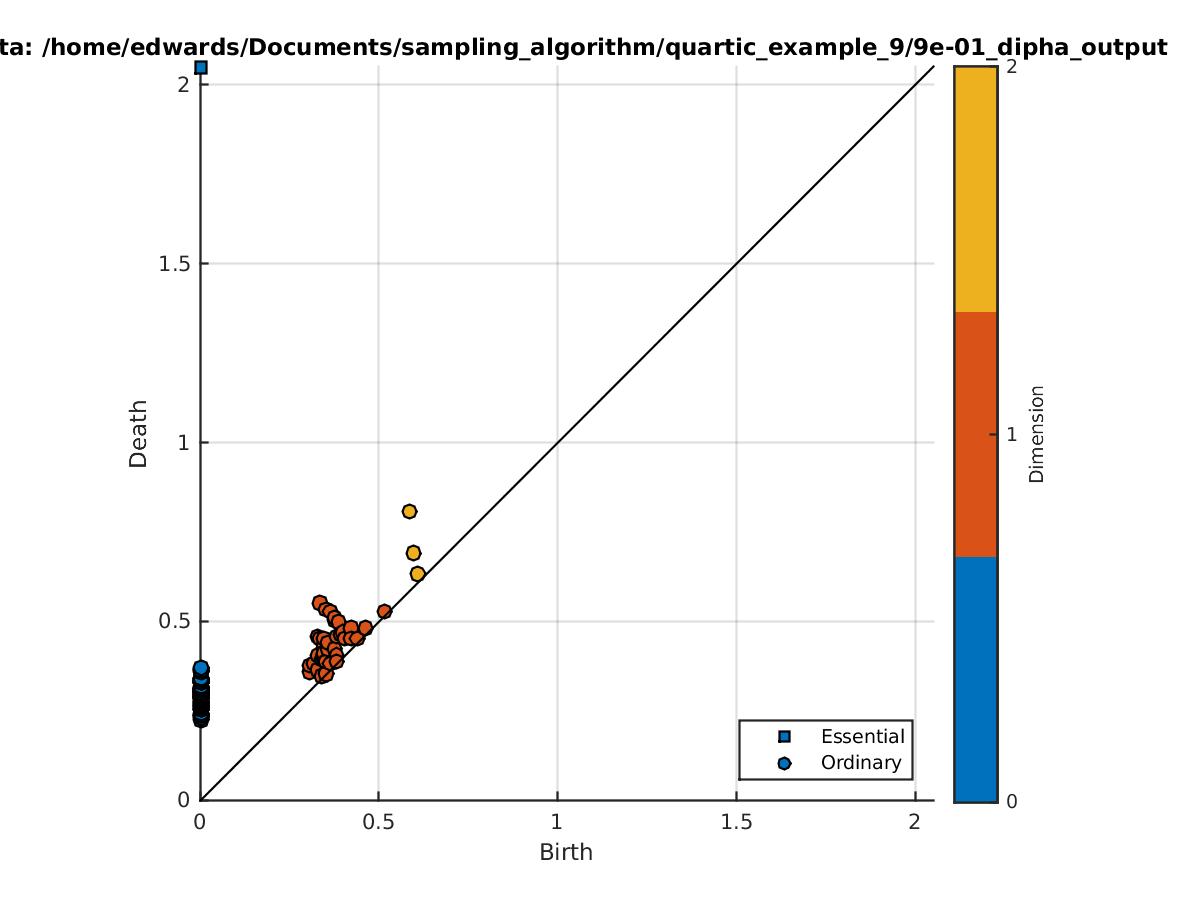 ta: /home/edwards/Documents/sampling_algorithm/quartic_example_9/9e-01_dipha_output
2
1.5
1
0.5
0
Death
0
0.5
1
1.5
2
Birth
Essential
Ordinary
2
1
0
Dimension